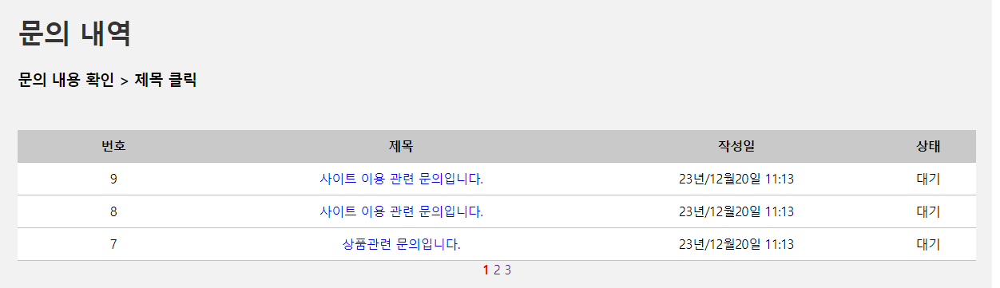 문의 내역
문의 내용 확인 > 제목 클릭
번호 제목 작성일 상태
9 사이트 이용 관련 문의입니다. 23년/12월20일 11:13 대기
8 사이트 이용 관련 문의입니다. 23년/12월20일 11:13 대기
7 상품관련 문의입니다. 23년/12월20일 11:13 대기
1 2 3